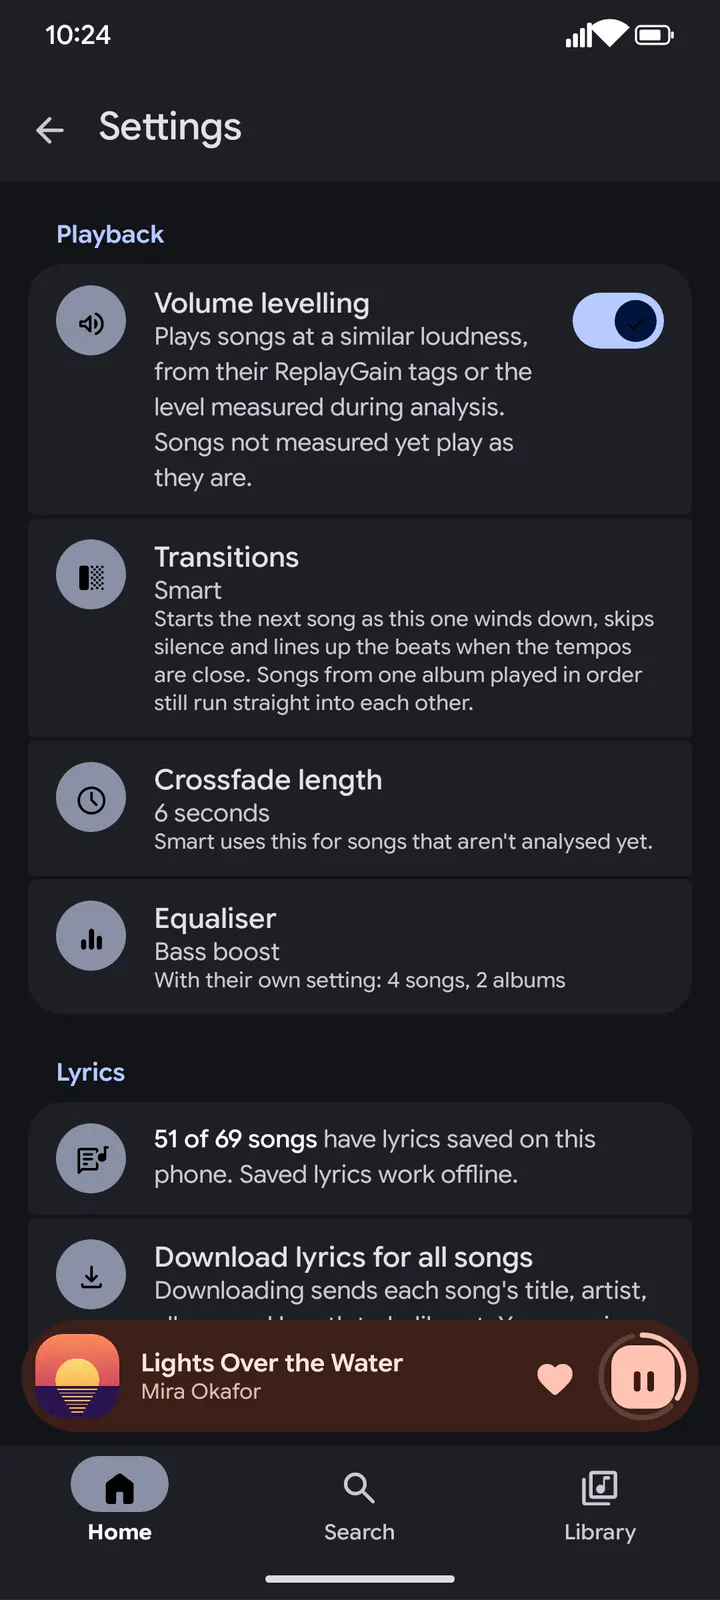 10:24
Settings
Playback
Volume levelling
Plays songs at a similar loudness,
from their ReplayGain tags or the
level measured during analysis.
Songs not measured yet play as
they are.
Transitions
Smart
Starts the next song as this one winds down, skips
silence and lines up the beats when the tempos
are close. Songs from one album played in order
still run straight into each other.
Crossfade length
6 seconds
Smart uses this for songs that aren't analysed yet.
Equaliser
Bass boost
With their own setting: 4 songs, 2 albums
Lyrics
51 of 69 songs have lyrics saved on this
phone. Saved lyrics work offline.
Download lyrics for all songs
Downloading sends each song's title, artist,
Lights Over the Water
Mira Okafor
Home
Search
Library